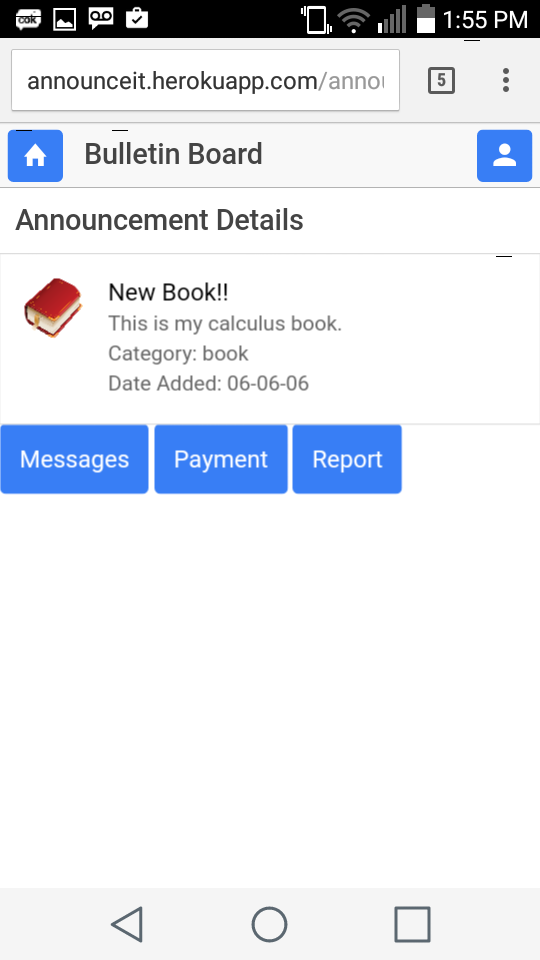 cok
1:55 PM
announceit.herokuapp.com/annou
5
Bulletin Board
Announcement Details
New Book!!
This is my calculus book.
Category: book
Date Added: 06-06-06
Messages
Payment
Report